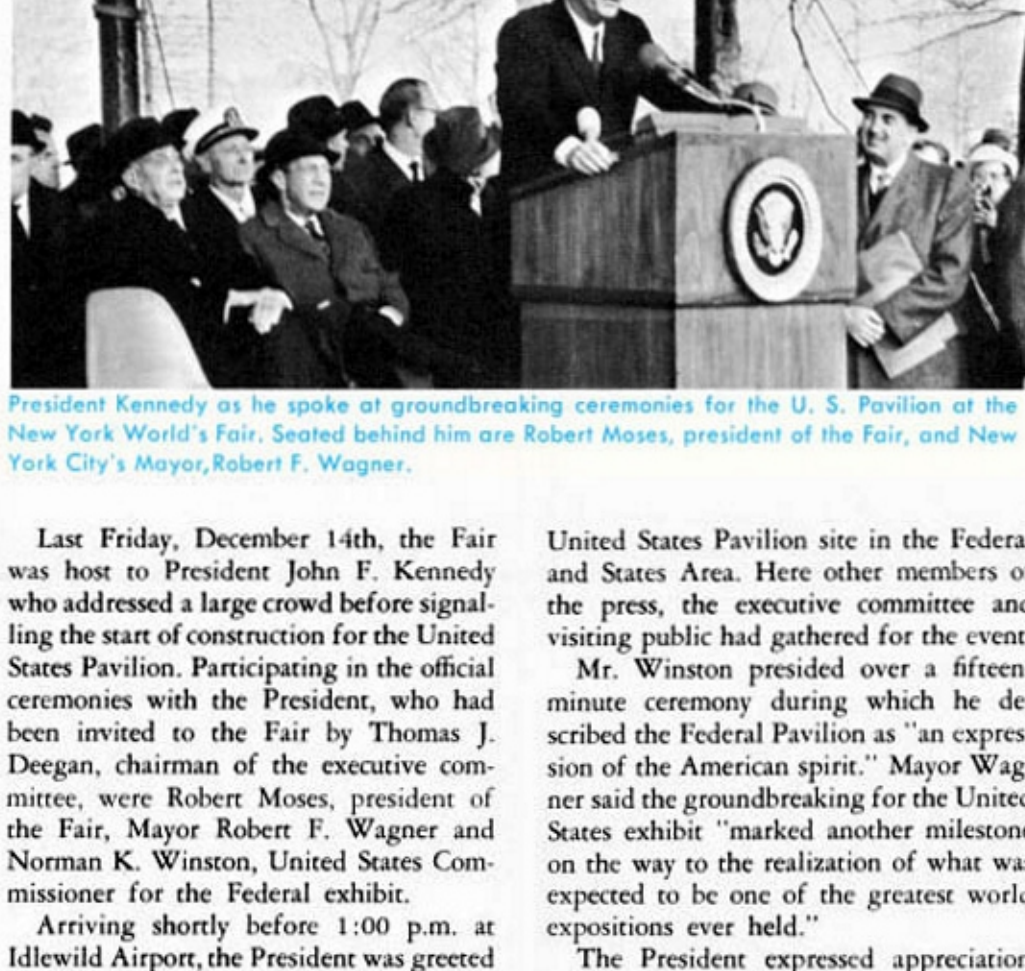 President Kennedy as he spoke at groundbreaking ceremonies for the U. S. Pavilion at the
New York World's Fair. Seated behind him are Robert Moses, president of the Fair, and New
York City's Mayor, Robert F. Wagner.
Last Friday, December 14th, the Fair
was host to President John F. Kennedy
who addressed a large crowd before signal-
ling the start of construction for the United
States Pavilion. Participating in the official
ceremonies with the President, who had
been invited to the Fair by Thomas J.
Deegan, chairman of the executive com-
mittee, were Robert Moses, president of
the Fair, Mayor Robert F. Wagner and
Norman K. Winston, United States Com-
missioner for the Federal exhibit.
Arriving shortly before 1:00 p.m. at
Idlewild Airport, the President was greeted
United States Pavilion site in the Federa
and States Area. Here other members o
the press, the executive committee and
visiting public had gathered for the event
Mr. Winston presided over a fifteen
minute ceremony during which he de
scribed the Federal Pavilion as "an expres
sion of the American spirit." Mayor Wag
ner said the groundbreaking for the United
States exhibit "marked another milestone
on the way to the realization of what was
expected to be one of the greatest world
expositions ever held."
The President expressed appreciation